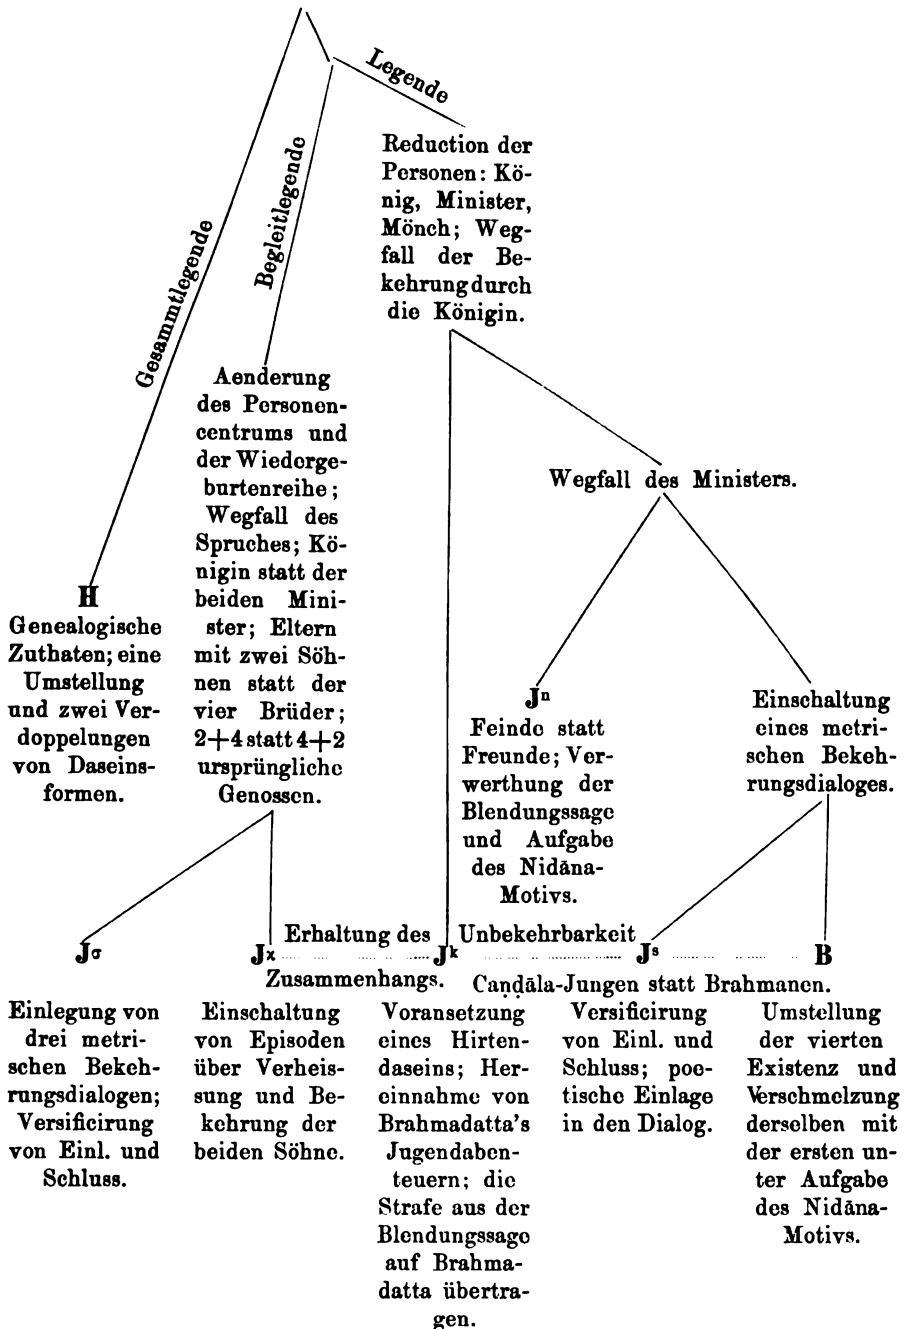 Legende
Begleitlegende
Gesammtlegende
Reduction der
Personen: Kö-
nig, Minister,
Mönch; Weg-
fall der Be-
kehrung durch
die Königin.
Aenderung
des Personen-
centrums und
der Wiederge-
burtenreihe;
Wegfall des
Spruches; Kö-
nigin statt der
beiden Mini-
ster; Eltern
mit zwei Söh-
nen statt der
vier Brüder;
2+4 statt 4+2
ursprüngliche
Genossen.
Wegfall des Ministers.
H
Genealogische
Zuthaten; eine
Umstellung
und zwei Ver-
doppelungen
von Daseins-
formen.
Jn
Feinde statt
Freunde; Ver-
werthung der
Blendungssage
und Aufgabe
des Nidāna-
Motivs.
Einschaltung
eines metri-
schen Bekeh-
rungsdialoges.
Erhaltung des Unbekehrbarkeit
Jσ Jχ Jk Js B
Zusammenhangs. Caṇḍāla-Jungen statt Brahmanen.
Einlegung von
drei metri-
schen Bekeh-
rungsdialogen;
Versificirung
von Einl. und
Schluss.
Einschaltung
von Episoden
über Verheis-
sung und Be-
kehrung der
beiden Söhne.
Voransetzung
eines Hirten-
daseins; Her-
einnahme von
Brahmadatta's
Jugendaben-
teuern; die
Strafe aus der
Blendungssage
auf Brahma-
datta übertra-
gen.
Versificirung
von Einl. und
Schluss; poe-
tische Einlage
in den Dialog.
Umstellung
der vierten
Existenz und
Verschmelzung
derselben mit
der ersten un-
ter Aufgabe
des Nidāna-
Motivs.